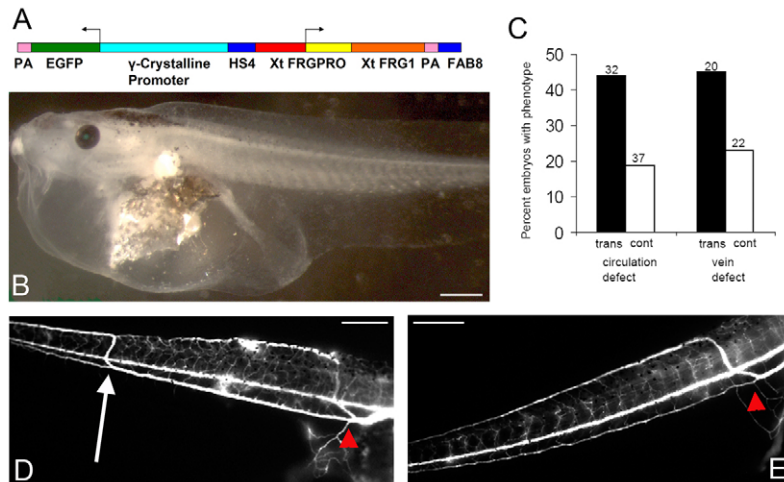 A
PA EGFP γ-Crystalline Promoter HS4 Xt FRGPRO Xt FRG1 PA FAB8
B
C
Percent embryos with phenotype
50
40
30
20
10
0
32
37
20
22
trans cont trans cont
circulation defect
vein defect
D
E